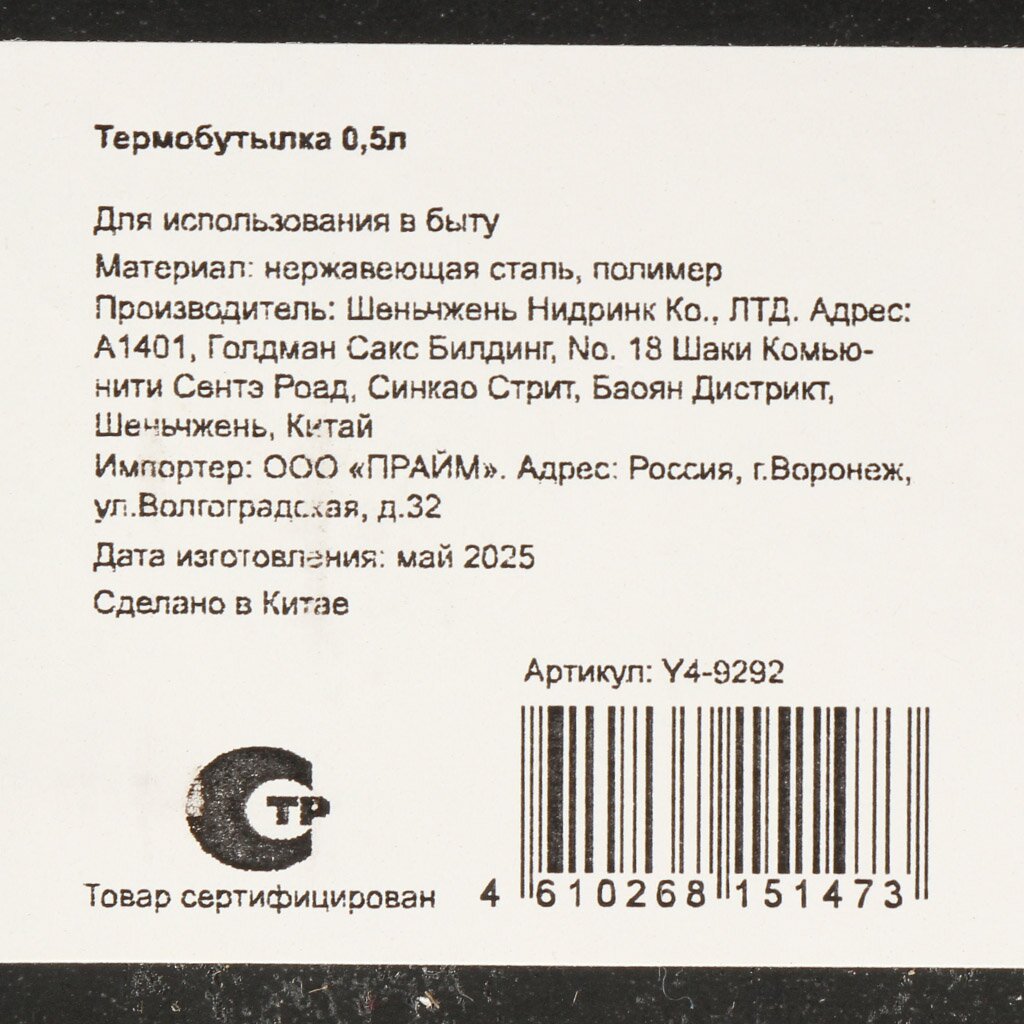 Термобутылка 0,5л
Для использования в быту
Материал: нержавеющая сталь, полимер
Производитель: Шеньчжень Нидринк Ко., ЛТД. Адрес:
А1401, Голдман Сакс Билдинг, No. 18 Шаки Комью-
нити Сентэ Роад, Синкао Стрит, Баоян Дистрикт,
Шеньчжень, Китай
Импортер: ООО «ПРАЙМ». Адрес: Россия, г.Воронеж,
ул.Волгоградская, д.32
Дата изготовления: май 2025
Сделано в Китае
Артикул: Y4-9292
ТР
Товар сертифицирован
4 610268 151473